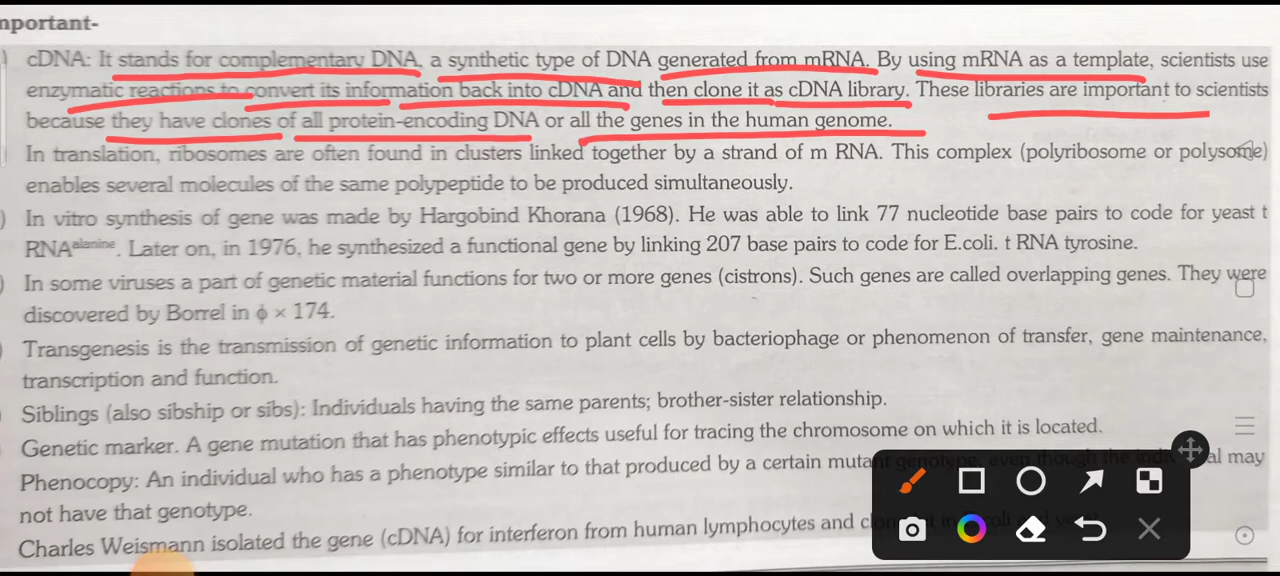 mportant-
) cDNA: It stands for complementary DNA, a synthetic type of DNA generated from mRNA. By using mRNA as a template, scientists use
enzymatic reactions to convert its information back into cDNA and then clone it as cDNA library. These libraries are important to scientists
because they have clones of all protein-encoding DNA or all the genes in the human genome.
In translation, ribosomes are often found in clusters linked together by a strand of m RNA. This complex (polyribosome or polysome)
enables several molecules of the same polypeptide to be produced simultaneously.
) In vitro synthesis of gene was made by Hargobind Khorana (1968). He was able to link 77 nucleotide base pairs to code for yeast t
RNAalanine. Later on, in 1976, he synthesized a functional gene by linking 207 base pairs to code for E.coli. t RNA tyrosine.
) In some viruses a part of genetic material functions for two or more genes (cistrons). Such genes are called overlapping genes. They were
discovered by Borrel in ϕ × 174.
) Transgenesis is the transmission of genetic information to plant cells by bacteriophage or phenomenon of transfer, gene maintenance,
transcription and function.
Siblings (also sibship or sibs): Individuals having the same parents; brother-sister relationship.
Genetic marker. A gene mutation that has phenotypic effects useful for tracing the chromosome on which it is located.
Phenocopy: An individual who has a phenotype similar to that produced by a certain mutant genotype, even though the al may
not have that genotype.
Charles Weismann isolated the gene (cDNA) for interferon from human lymphocytes and